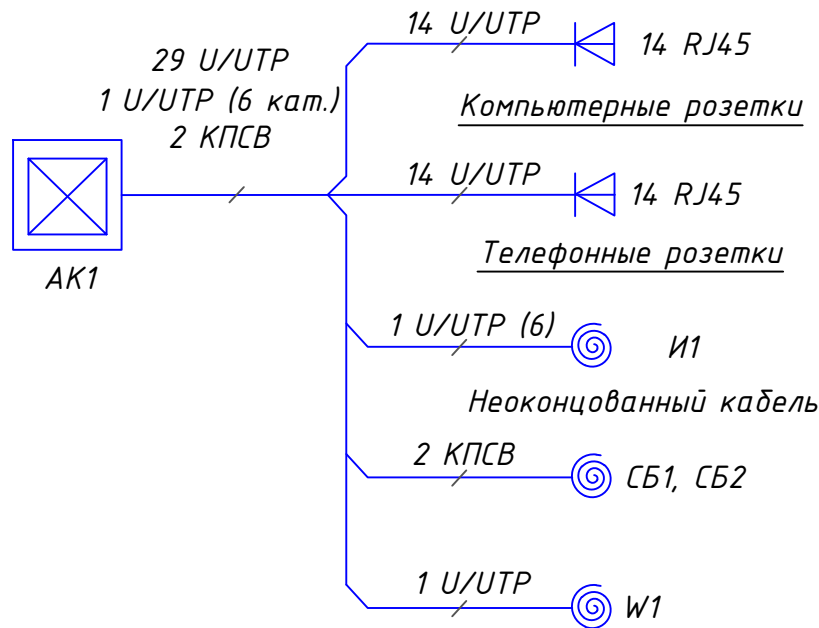 14 U/UTP
14 RJ45
29 U/UTP
1 U/UTP (6 кат.)
2 КПСВ
Компьютерные розетки
14 U/UTP
14 RJ45
АК1
Телефонные розетки
1 U/UTP (6)
И1
Неоконцованный кабель
2 КПСВ
СБ1, СБ2
1 U/UTP
W1